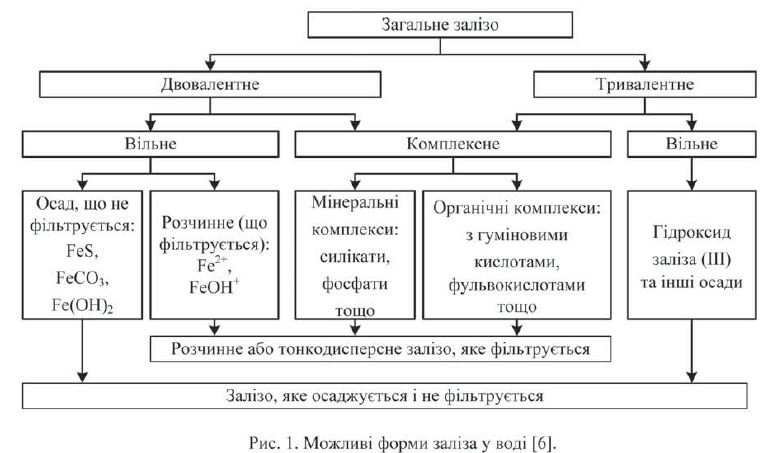 Загальне залізо
Двовалентне
Тривалентне
Вільне
Комплексне
Вільне
Осад, що не
фільтрується:
FeS,
FeCO₃,
Fe(OH)₂
Розчинне (що
фільтрується):
Fe²⁺,
FeOH⁺
Мінеральні
комплекси:
силікати,
фосфати
тощо
Органічні комплекси:
з гуміновими
кислотами,
фульвокислотами
тощо
Гідроксид
заліза (III)
та інші осади
Розчинне або тонкодисперсне залізо, яке фільтрується
Залізо, яке осаджується і не фільтрується
Рис. 1. Можливі форми заліза у воді [6].